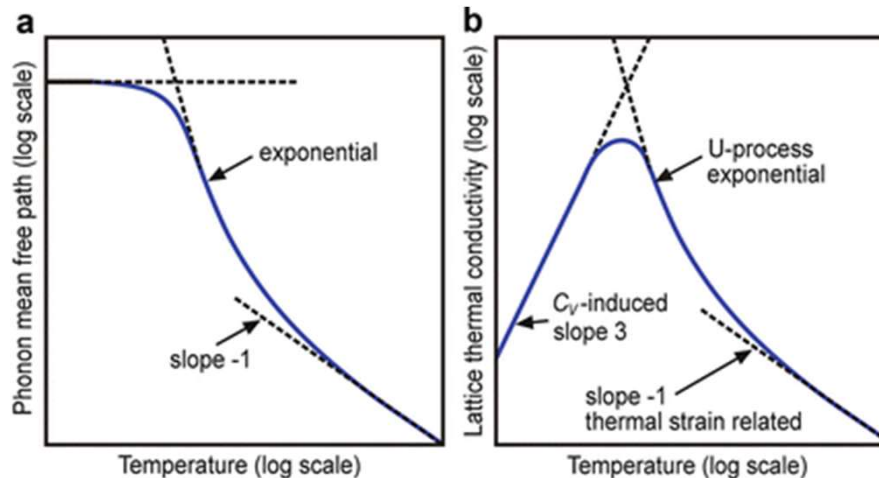 a
Phonon mean free path (log scale)
exponential
slope -1
Temperature (log scale)
b
Lattice thermal conductivity (log scale)
U-process
exponential
Cv-induced
slope 3
slope -1
thermal strain related
Temperature (log scale)